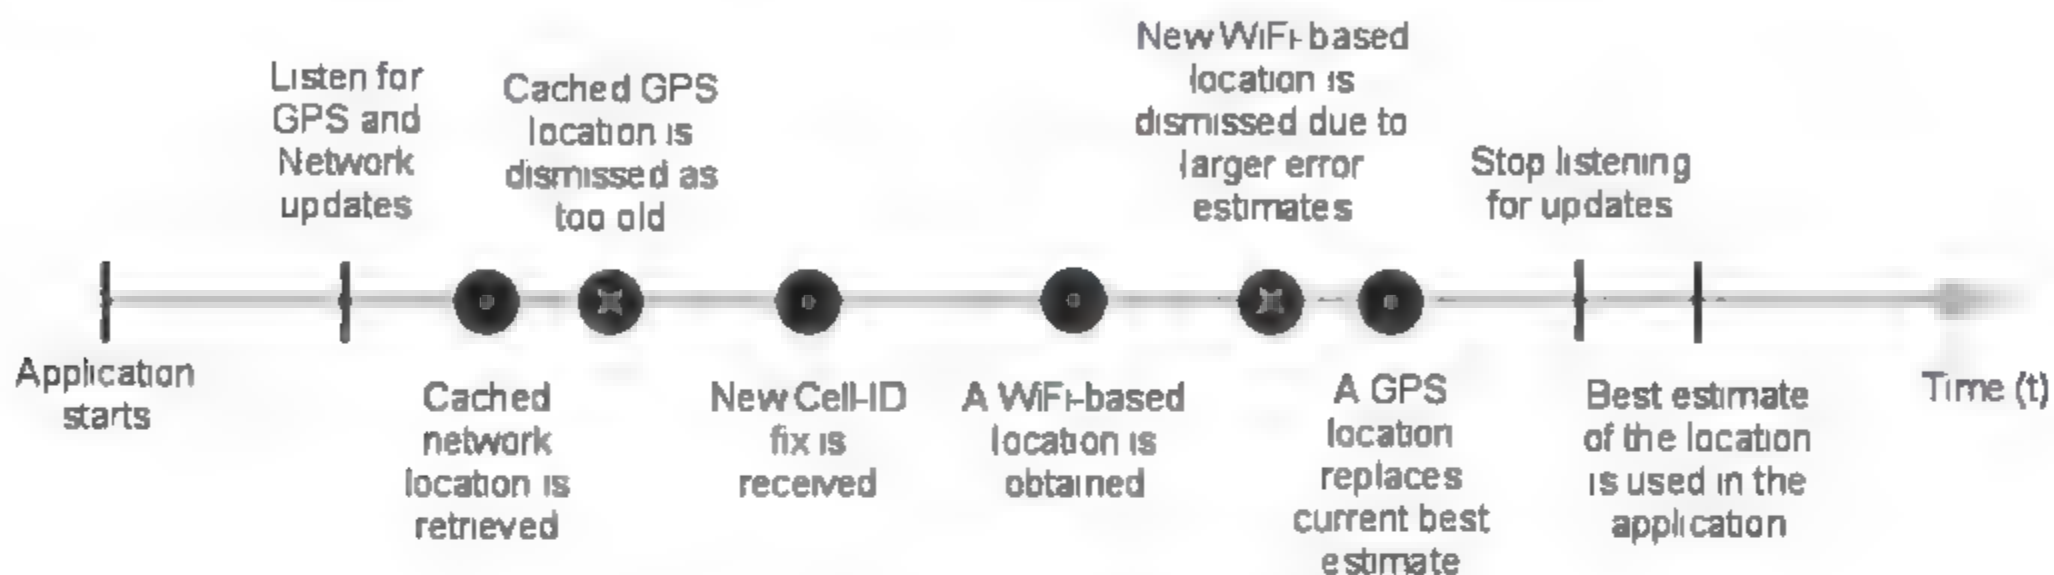 Application
starts
Listen for
GPS and
Network
updates
Cached
network
location is
retrieved
Cached GPS
location is
dismissed as
too old
New Cell-ID
fix is
received
A WiFi-based
location is
obtained
New WiFi-based
location is
dismissed due to
larger error
estimates
A GPS
location
replaces
current best
estimate
Stop listening
for updates
Best estimate
of the location
is used in the
application
Time (t)